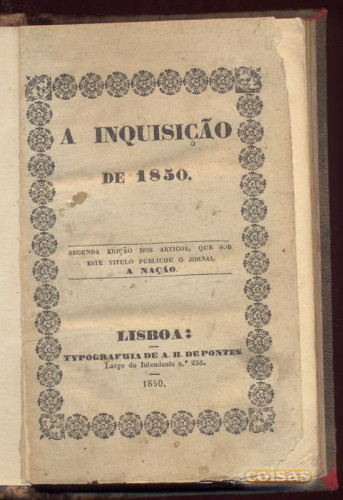 A INQUISIÇÃO
DE 1850.
SEGUNDA EDIÇÃO DOS ARTIGOS, QUE SOB
ESTE TITULO PUBLICOU O JORNAL
A NAÇÃO.
LISBOA:
TYPOGRAPHIA DE A. H. DE PONTES
Largo do Intendente n.º 250.
1850.
coisas